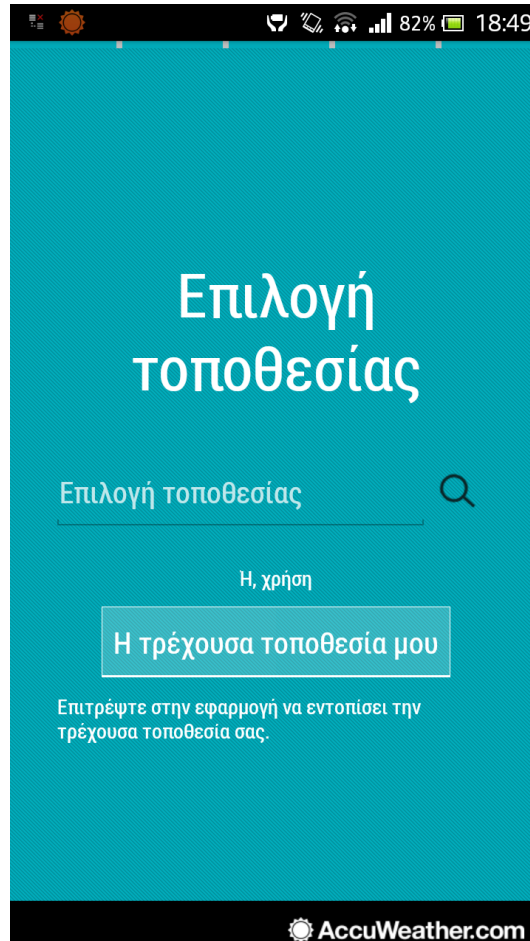 82% 18:49
Επιλογή
τοποθεσίας
Επιλογή τοποθεσίας
Ή, χρήση
Η τρέχουσα τοποθεσία μου
Επιτρέψτε στην εφαρμογή να εντοπίσει την
τρέχουσα τοποθεσία σας.
AccuWeather.com